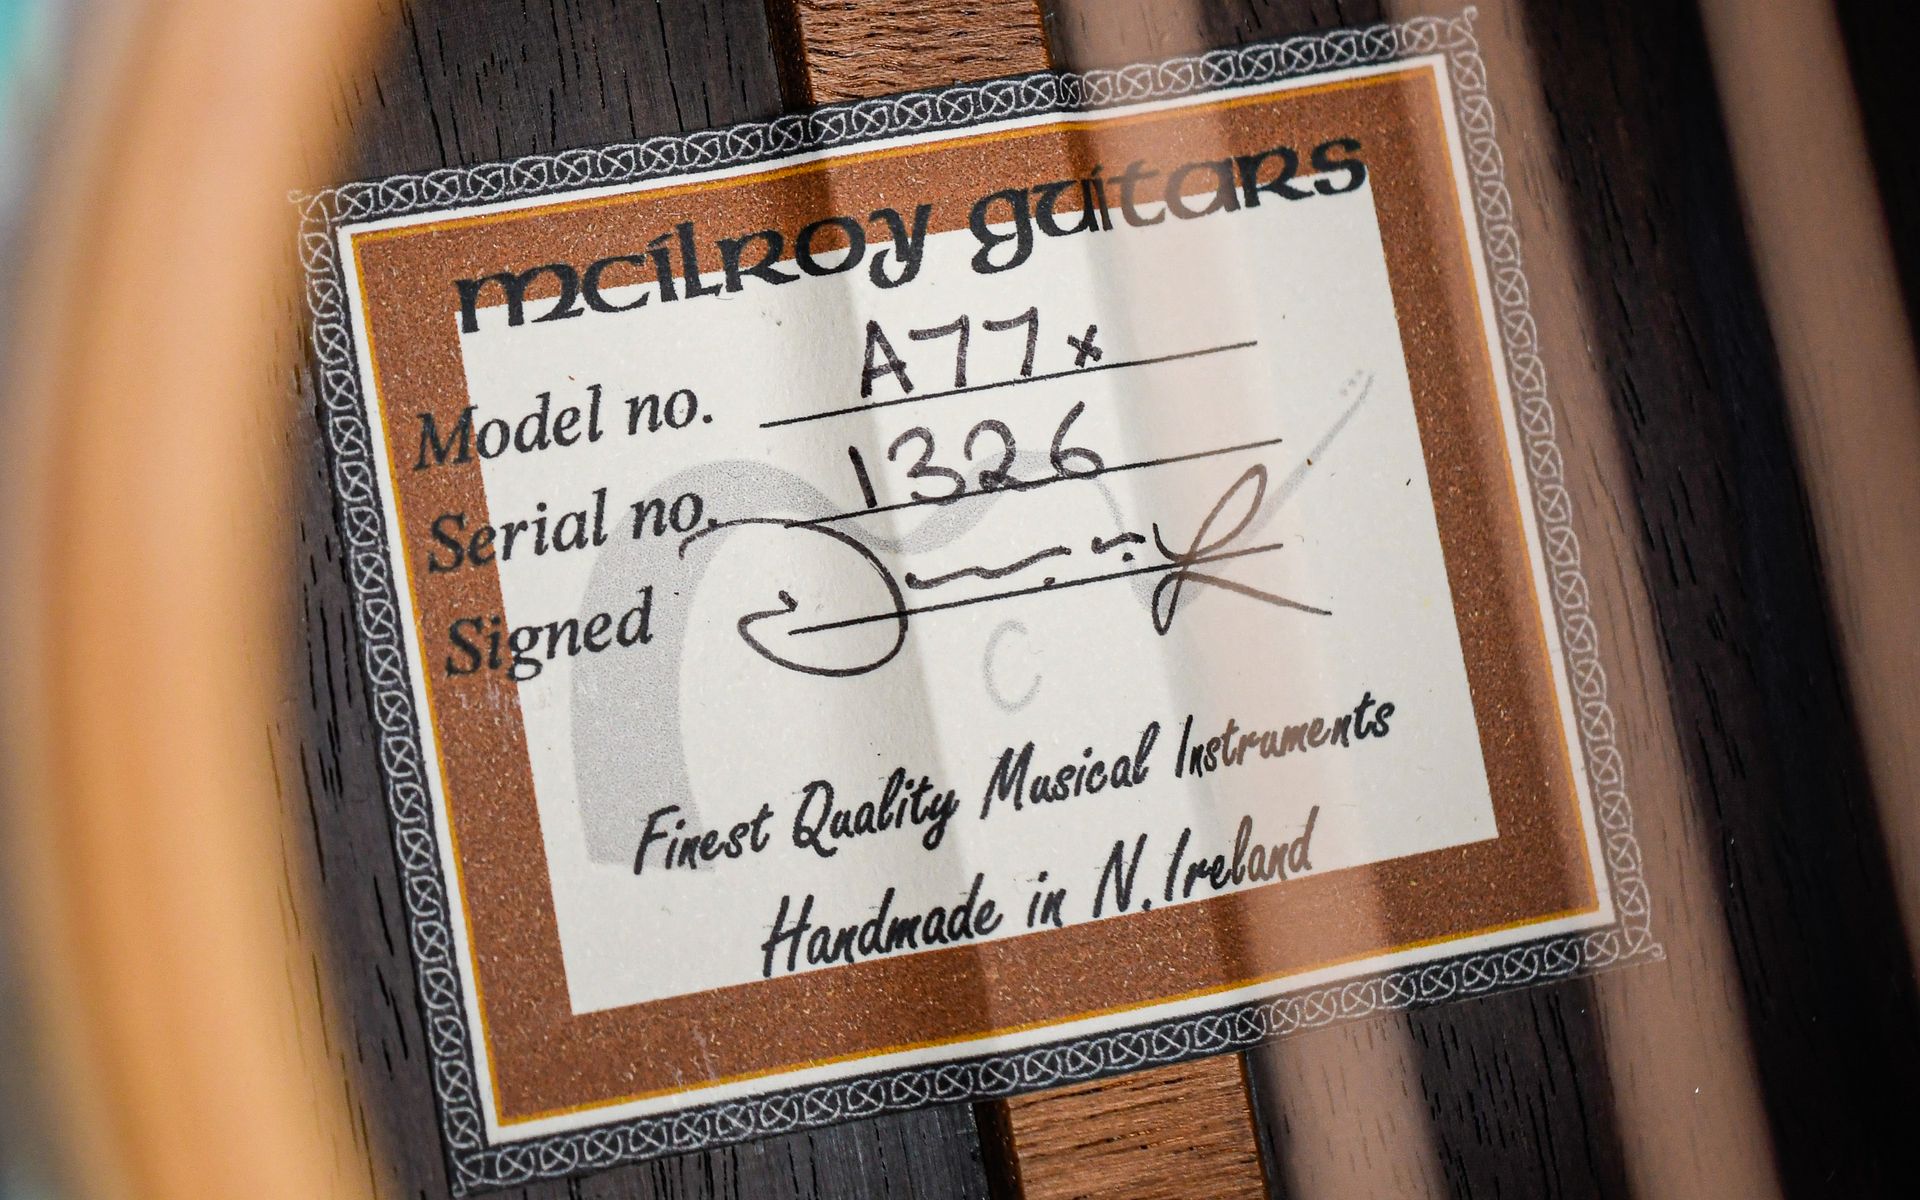 mcilroy guitars
Model no. A77x
Serial no. 1326
Signed
C
Finest Quality Musical Instruments
Handmade in N.Ireland